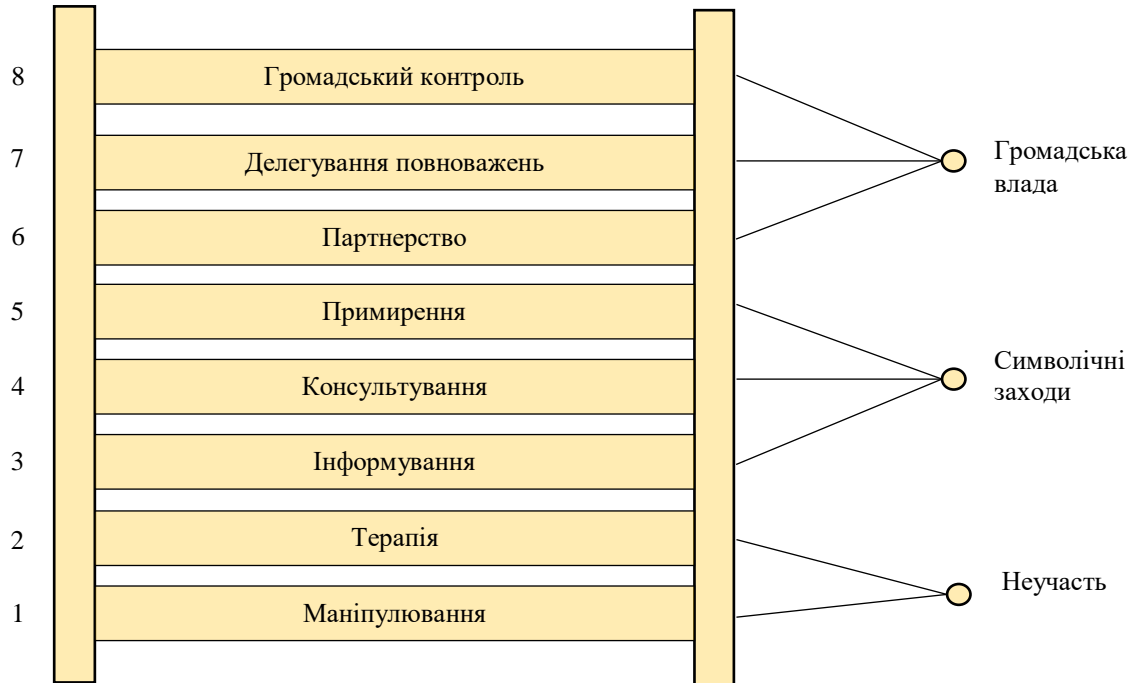 8
Громадський контроль
7
Делегування повноважень
Громадська
влада
6
Партнерство
5
Примирення
4
Консультування
Символічні
заходи
3
Інформування
2
Терапія
Неучасть
1
Маніпулювання